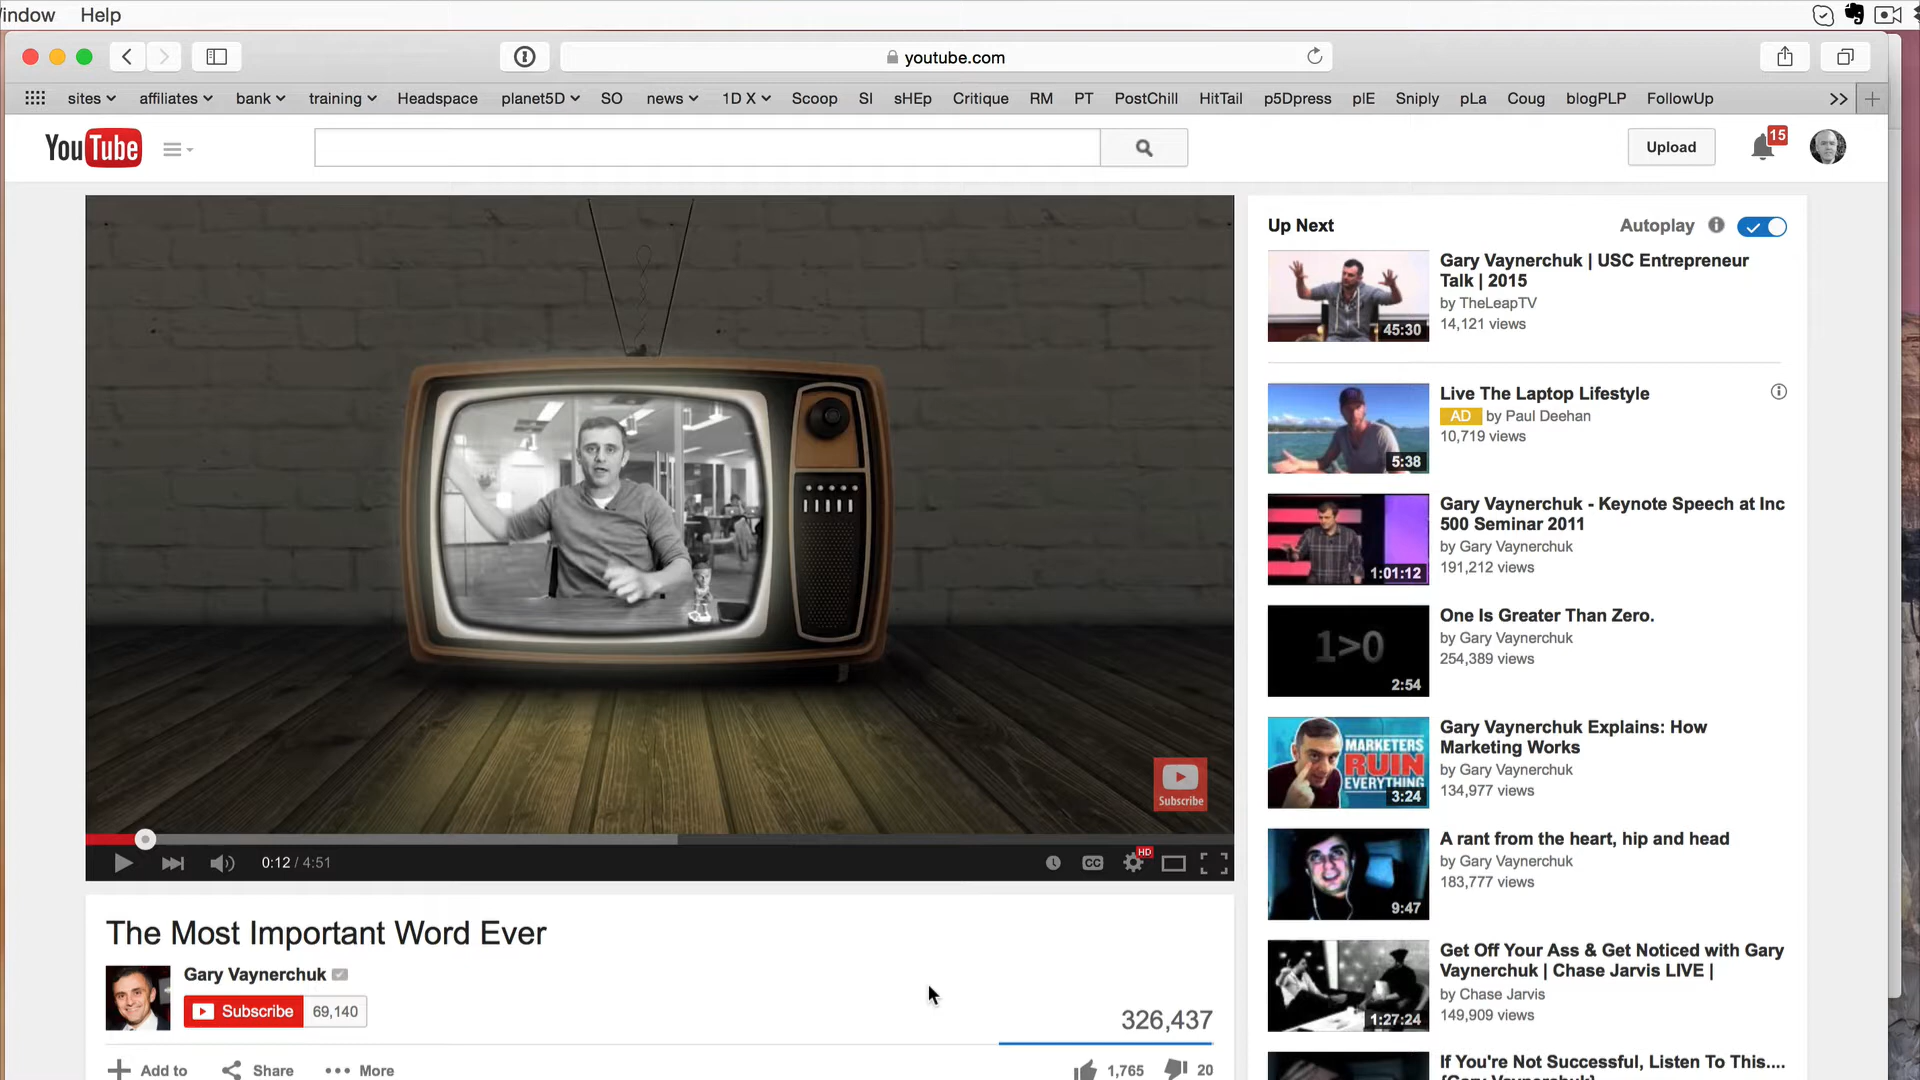 indow Help
youtube.com
sites affiliates bank training Headspace planet5D SO news 1D X Scoop SI sHEp Critique RM PT PostChill HitTail p5Dpress plE Sniply pLa Coug blogPLP FollowUp >>
YouTube
Upload
15
Up Next
Autoplay
Gary Vaynerchuk | USC Entrepreneur
Talk | 2015
by TheLeapTV
14,121 views
45:30
Live The Laptop Lifestyle
AD by Paul Deehan
10,719 views
5:38
Gary Vaynerchuk - Keynote Speech at Inc
500 Seminar 2011
by Gary Vaynerchuk
191,212 views
1:01:12
One Is Greater Than Zero.
by Gary Vaynerchuk
254,389 views
1>0
2:54
Gary Vaynerchuk Explains: How
Marketing Works
by Gary Vaynerchuk
134,977 views
MARKETERS
RUIN
EVERYTHING
3:24
A rant from the heart, hip and head
by Gary Vaynerchuk
183,777 views
9:47
Get Off Your Ass & Get Noticed with Gary
Vaynerchuk | Chase Jarvis LIVE |
by Chase Jarvis
149,909 views
1:27:24
If You're Not Successful, Listen To This....
[Gary Vaynerchuk]
Subscribe
0:12 / 4:51
CC
HD
The Most Important Word Ever
Gary Vaynerchuk
Subscribe 69,140
326,437
Add to Share More
1,765 20